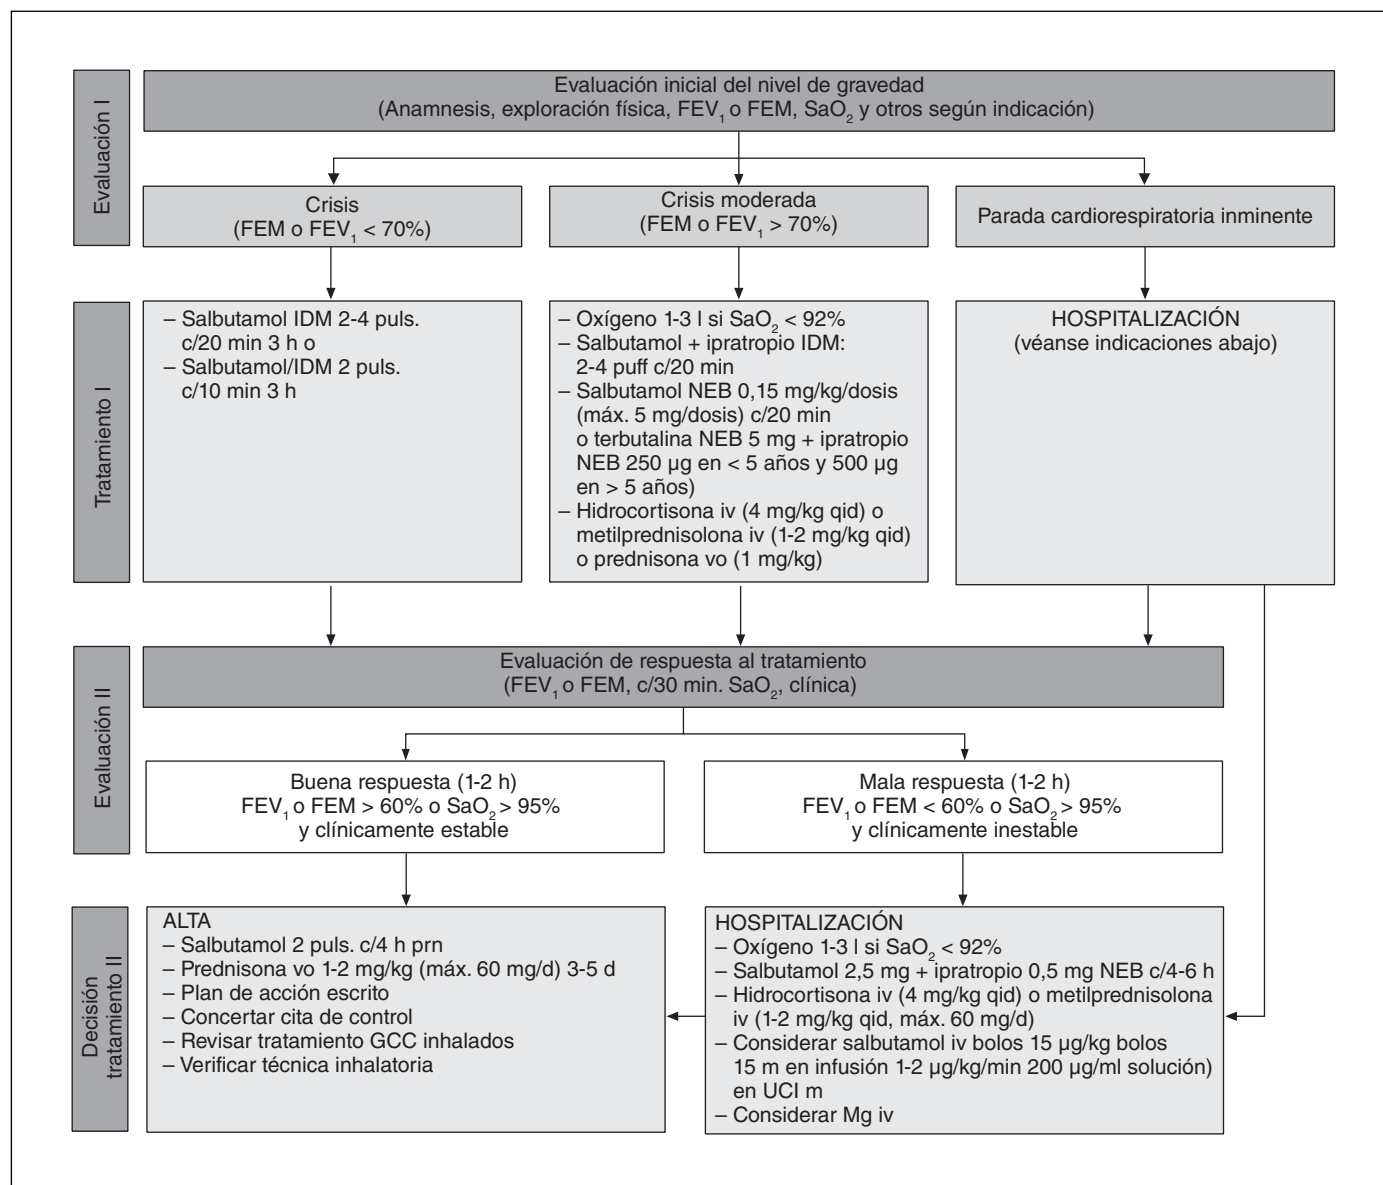 Evaluación I
Evaluación inicial del nivel de gravedad
(Anamnesis, exploración física, FEV1 o FEM, SaO2 y otros según indicación)
Crisis
(FEM o FEV1 < 70%)
Crisis moderada
(FEM o FEV1 > 70%)
Parada cardiorespiratoria inminente
Tratamiento I
– Salbutamol IDM 2-4 puls.
c/20 min 3 h o
– Salbutamol/IDM 2 puls.
c/10 min 3 h
– Oxígeno 1-3 l si SaO2 < 92%
– Salbutamol + ipratropio IDM:
2-4 puff c/20 min
– Salbutamol NEB 0,15 mg/kg/dosis
(máx. 5 mg/dosis) c/20 min
o terbutalina NEB 5 mg + ipratropio
NEB 250 µg en < 5 años y 500 µg
en > 5 años)
– Hidrocortisona iv (4 mg/kg qid) o
metilprednisolona iv (1-2 mg/kg qid)
o prednisona vo (1 mg/kg)
HOSPITALIZACIÓN
(véanse indicaciones abajo)
Evaluación II
Evaluación de respuesta al tratamiento
(FEV1 o FEM, c/30 min. SaO2, clínica)
Buena respuesta (1-2 h)
FEV1 o FEM > 60% o SaO2 > 95%
y clínicamente estable
Mala respuesta (1-2 h)
FEV1 o FEM < 60% o SaO2 > 95%
y clínicamente inestable
Decisión
tratamiento II
ALTA
– Salbutamol 2 puls. c/4 h prn
– Prednisona vo 1-2 mg/kg (máx. 60 mg/d) 3-5 d
– Plan de acción escrito
– Concertar cita de control
– Revisar tratamiento GCC inhalados
– Verificar técnica inhalatoria
HOSPITALIZACIÓN
– Oxígeno 1-3 l si SaO2 < 92%
– Salbutamol 2,5 mg + ipratropio 0,5 mg NEB c/4-6 h
– Hidrocortisona iv (4 mg/kg qid) o metilprednisolona
iv (1-2 mg/kg qid, máx. 60 mg/d)
– Considerar salbutamol iv bolos 15 µg/kg bolos
15 m en infusión 1-2 µg/kg/min 200 µg/ml solución)
en UCI m
– Considerar Mg iv